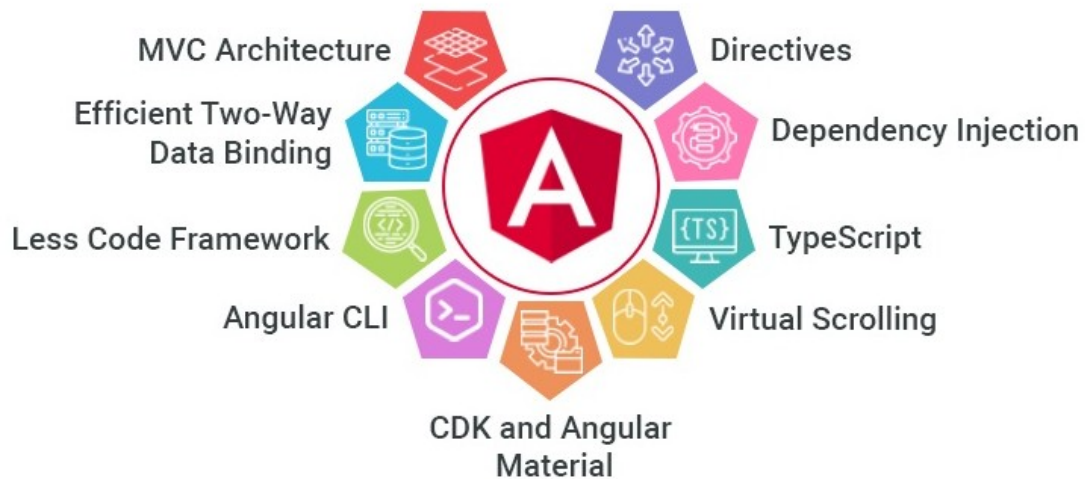 MVC Architecture
Directives
Efficient Two-Way
Data Binding
Dependency Injection
Less Code Framework
{TS}
TypeScript
Angular CLI
Virtual Scrolling
CDK and Angular
Material
A